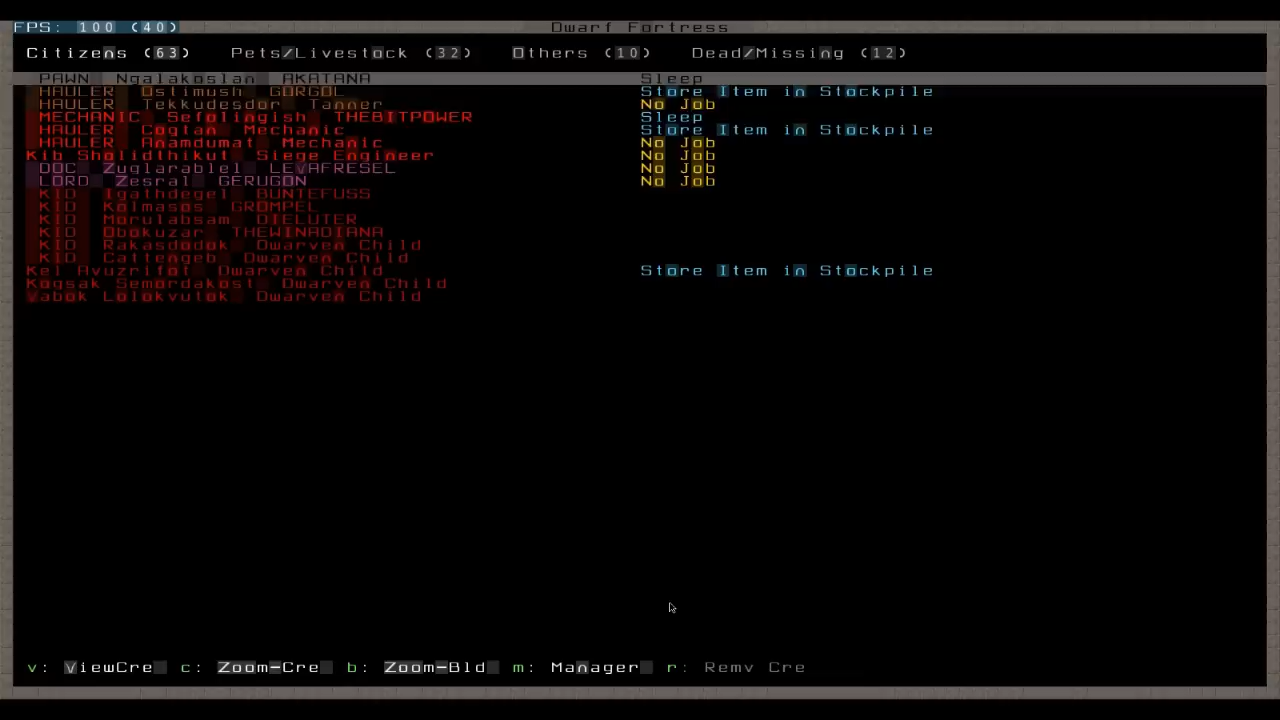 FPS: 100 (40) Dwarf Fortress
Citizens (63) Pets/Livestock (32) Others (10) Dead/Missing (12)
PAWN Ngalakoslan AKATANA Sleep
HAULER Ostimush GORGOL Store Item in Stockpile
HAULER Tekkudesdor Tanner No Job
MECHANIC Sefolingish THEBITPOWER Sleep
HAULER Cogtan Mechanic Store Item in Stockpile
HAULER Anamdumat Mechanic No Job
Kib Sholidthikut Siege Engineer No Job
DOC Zuglarablel LEVAFRESEL No Job
LORD Zesral GERUGON No Job
KID Igathdegel BUNTEFUSS
KID Kolmasos GROMPEL
KID Morulabsam DIELUTER
KID Obokuzar THEWINADIANA
KID Rakasdodok Dwarven Child
KID Cattengeb Dwarven Child
Kel Avuzrifot Dwarven Child Store Item in Stockpile
Kogsak Semordakost Dwarven Child
Vabok Lolokvutok Dwarven Child
v: ViewCre c: Zoom-Cre b: Zoom-Bld m: Manager r: Remv Cre